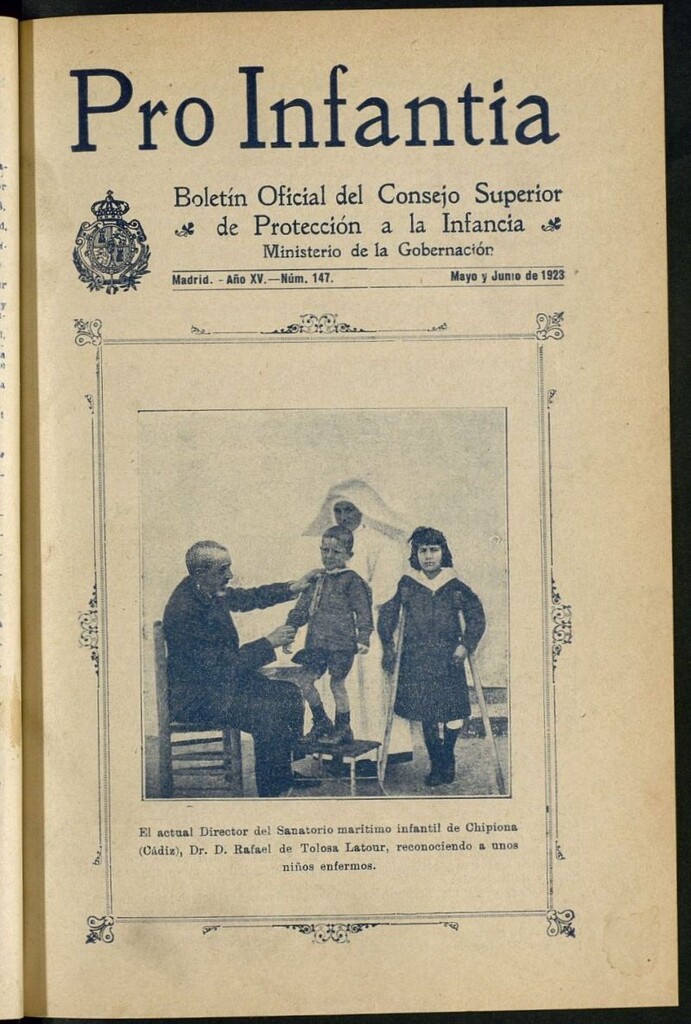 Pro Infantia
Boletín Oficial del Consejo Superior
de Protección a la Infancia
Ministerio de la Gobernación
Madrid. - Año XV.—Núm. 147.
Mayo y Junio de 1923
El actual Director del Sanatorio marítimo infantil de Chipiona
(Cádiz), Dr. D. Rafael de Tolosa Latour, reconociendo a unos
niños enfermos.